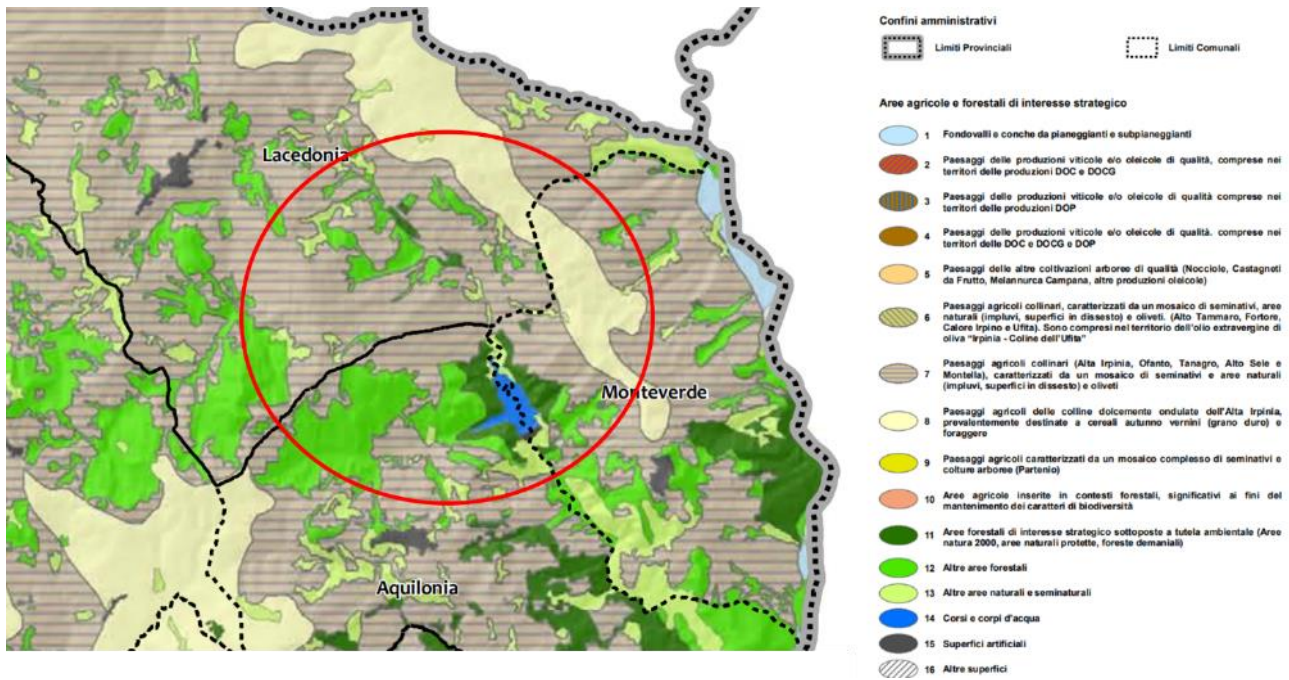 Lacedonia
Monteverde
Aquilonia
Confini amministrativi
Limiti Provinciali
Limiti Comunali
Aree agricole e forestali di interesse strategico
1 Fondovalli e conche da pianeggianti e subpianeggianti
2 Paesaggi delle produzioni viticole e/o oleicole di qualità, comprese nei
territori delle produzioni DOC e DOCG
3 Paesaggi delle produzioni viticole e/o oleicole di qualità comprese nei
territori delle produzioni DOP
4 Paesaggi delle produzioni viticole e/o oleicole di qualità. comprese nei
territori delle DOC e DOCG e DOP
5 Paesaggi delle altre coltivazioni arboree di qualità (Nocciole, Castagneti
da Frutto, Melannurca Campana, altre produzioni oleicole)
6 Paesaggi agricoli collinari, caratterizzati da un mosaico di seminativi, aree
naturali (impluvi, superfici in dissesto) e oliveti. (Alto Tammaro, Fortore,
Calore Irpino e Ufita). Sono compresi nel territorio dell'olio extravergine di
oliva "Irpinia - Coline dell'Ufita"
7 Paesaggi agricoli collinari (Alta Irpinia, Ofanto, Tanagro, Alto Sele e
Montella), caratterizzati da un mosaico di seminativi e aree naturali
(impluvi, superfici in dissesto) e oliveti
8 Paesaggi agricoli delle colline dolcemente ondulate dell'Alta Irpinia,
prevalentemente destinate a cereali autunno vernini (grano duro) e
foraggere
9 Paesaggi agricoli caratterizzati da un mosaico complesso di seminativi e
colture arboree (Partenio)
10 Aree agricole inserite in contesti forestali, significativi ai fini del
mantenimento dei caratteri di biodiversità
11 Aree forestali di interesse strategico sottoposte a tutela ambientale (Aree
natura 2000, aree naturali protette, foreste demaniali)
12 Altre aree forestali
13 Altre aree naturali e seminaturali
14 Corsi e corpi d'acqua
15 Superfici artificiali
16 Altre superfici